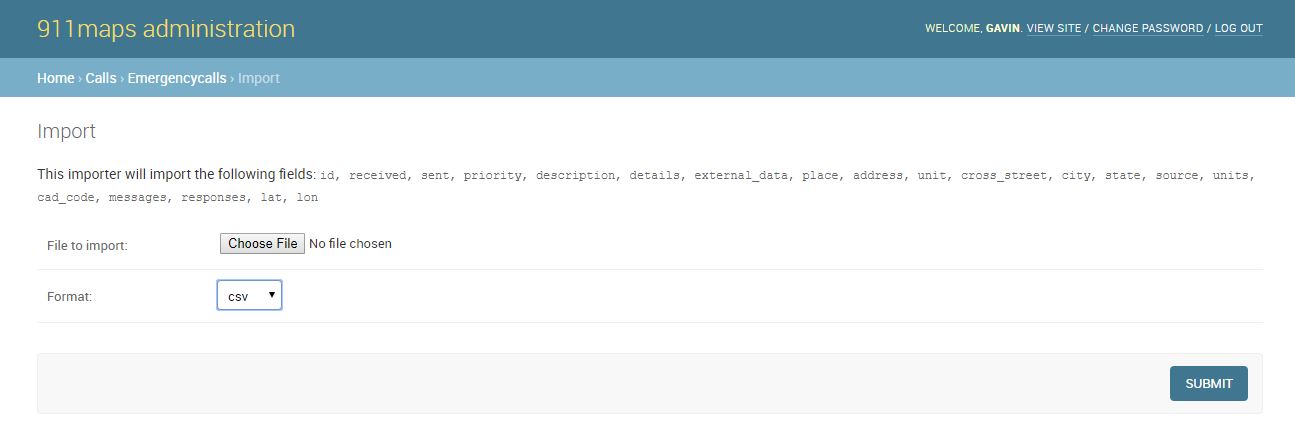 911maps administration
WELCOME, GAVIN. VIEW SITE / CHANGE PASSWORD / LOG OUT
Home › Calls › Emergencycalls › Import
Import
This importer will import the following fields: id, received, sent, priority, description, details, external_data, place, address, unit, cross_street, city, state, source, units,
cad_code, messages, responses, lat, lon
File to import: Choose File No file chosen
Format: csv
SUBMIT